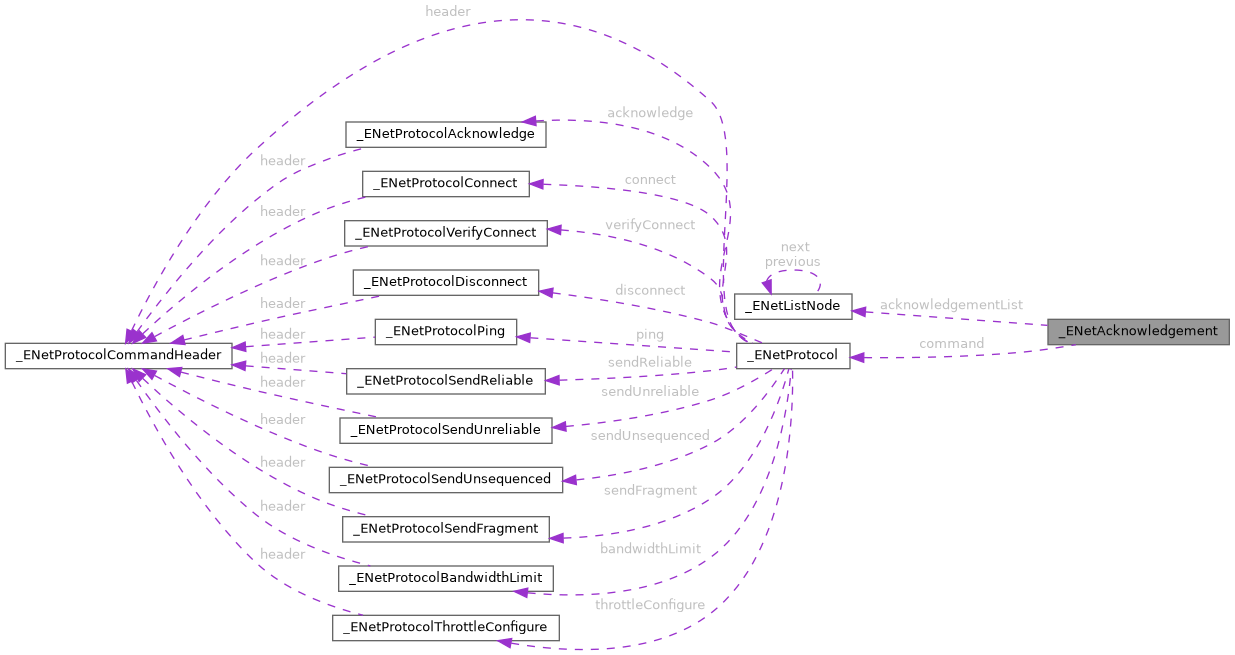 header
acknowledge
_ENetProtocolAcknowledge
header
connect
_ENetProtocolConnect
header
verifyConnect
_ENetProtocolVerifyConnect
header
next
previous
_ENetProtocolDisconnect
disconnect
header
_ENetListNode
acknowledgementList
_ENetAcknowledgement
_ENetProtocolPing
ping
header
command
_ENetProtocolCommandHeader
_ENetProtocol
header
sendReliable
_ENetProtocolSendReliable
header
sendUnreliable
_ENetProtocolSendUnreliable
header
sendUnsequenced
_ENetProtocolSendUnsequenced
header
sendFragment
_ENetProtocolSendFragment
header
bandwidthLimit
_ENetProtocolBandwidthLimit
header
throttleConfigure
_ENetProtocolThrottleConfigure